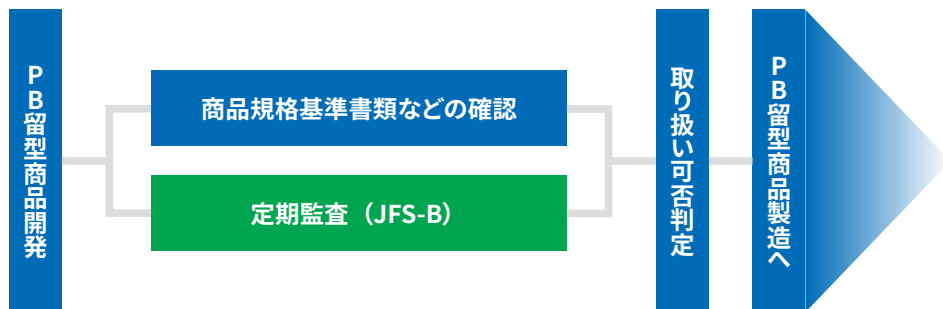 PB留型商品開発
商品規格基準書類などの確認
定期監査（JFS-B）
取り扱い可否判定
PB留型商品製造へ